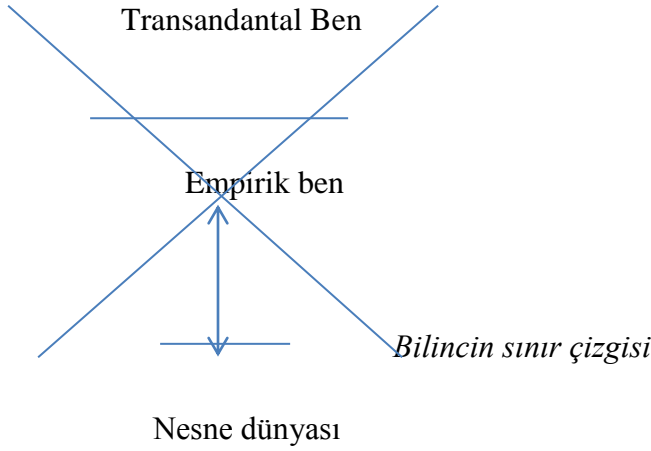 Transandantal Ben
Empirik ben
Bilincin sınır çizgisi
Nesne dünyası